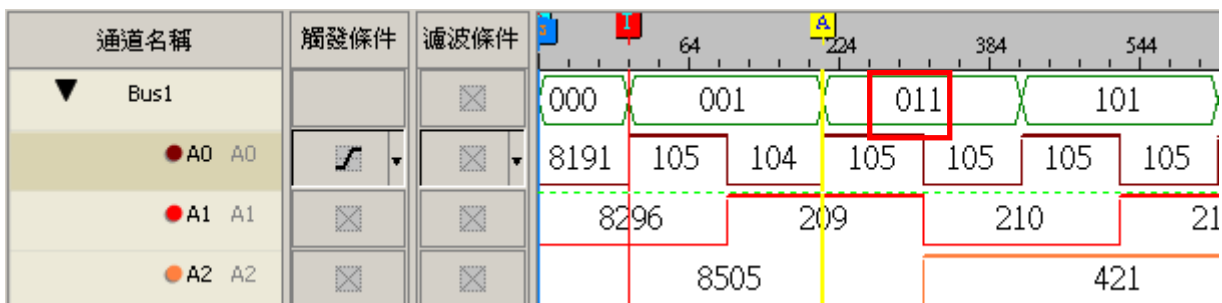 通道名稱 觸發條件 濾波條件 T A 64 224 384 544
Bus1 000 001 011 101
A0 A0 8191 105 104 105 105 105 105
A1 A1 8296 209 210 21
A2 A2 8505 421